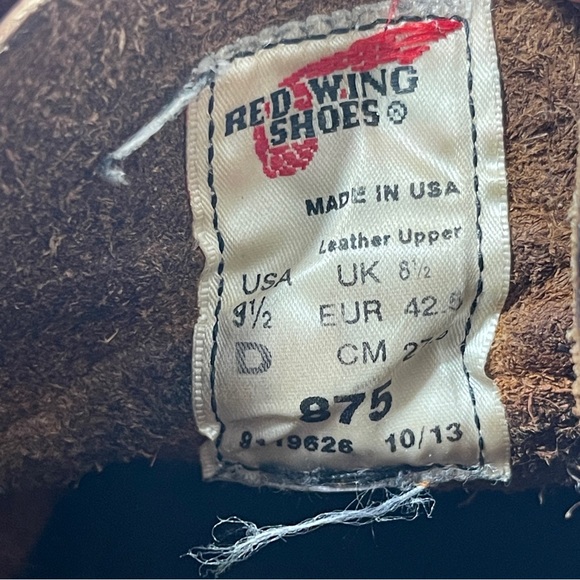 RED WING
SHOES®
MADE IN USA
Leather Upper
USA UK 8½
9½ EUR 42.5
D CM
875
10/13